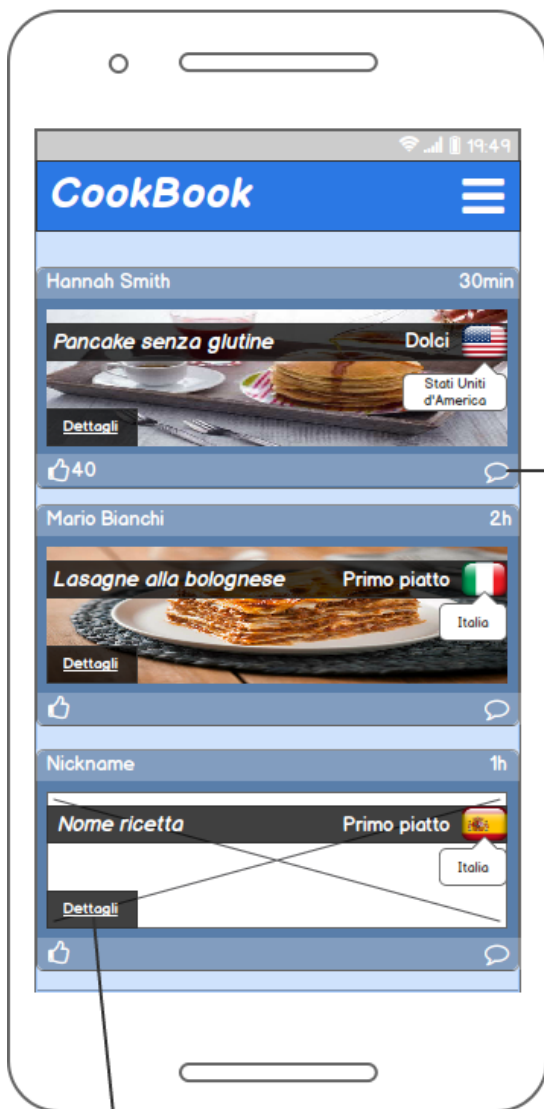 19:49
CookBook
Hannah Smith 30min
Pancake senza glutine Dolci
Stati Uniti
d'America
Dettagli
40
Mario Bianchi 2h
Lasagne alla bolognese Primo piatto
Italia
Dettagli
Nickname 1h
Nome ricetta Primo piatto
Italia
Dettagli